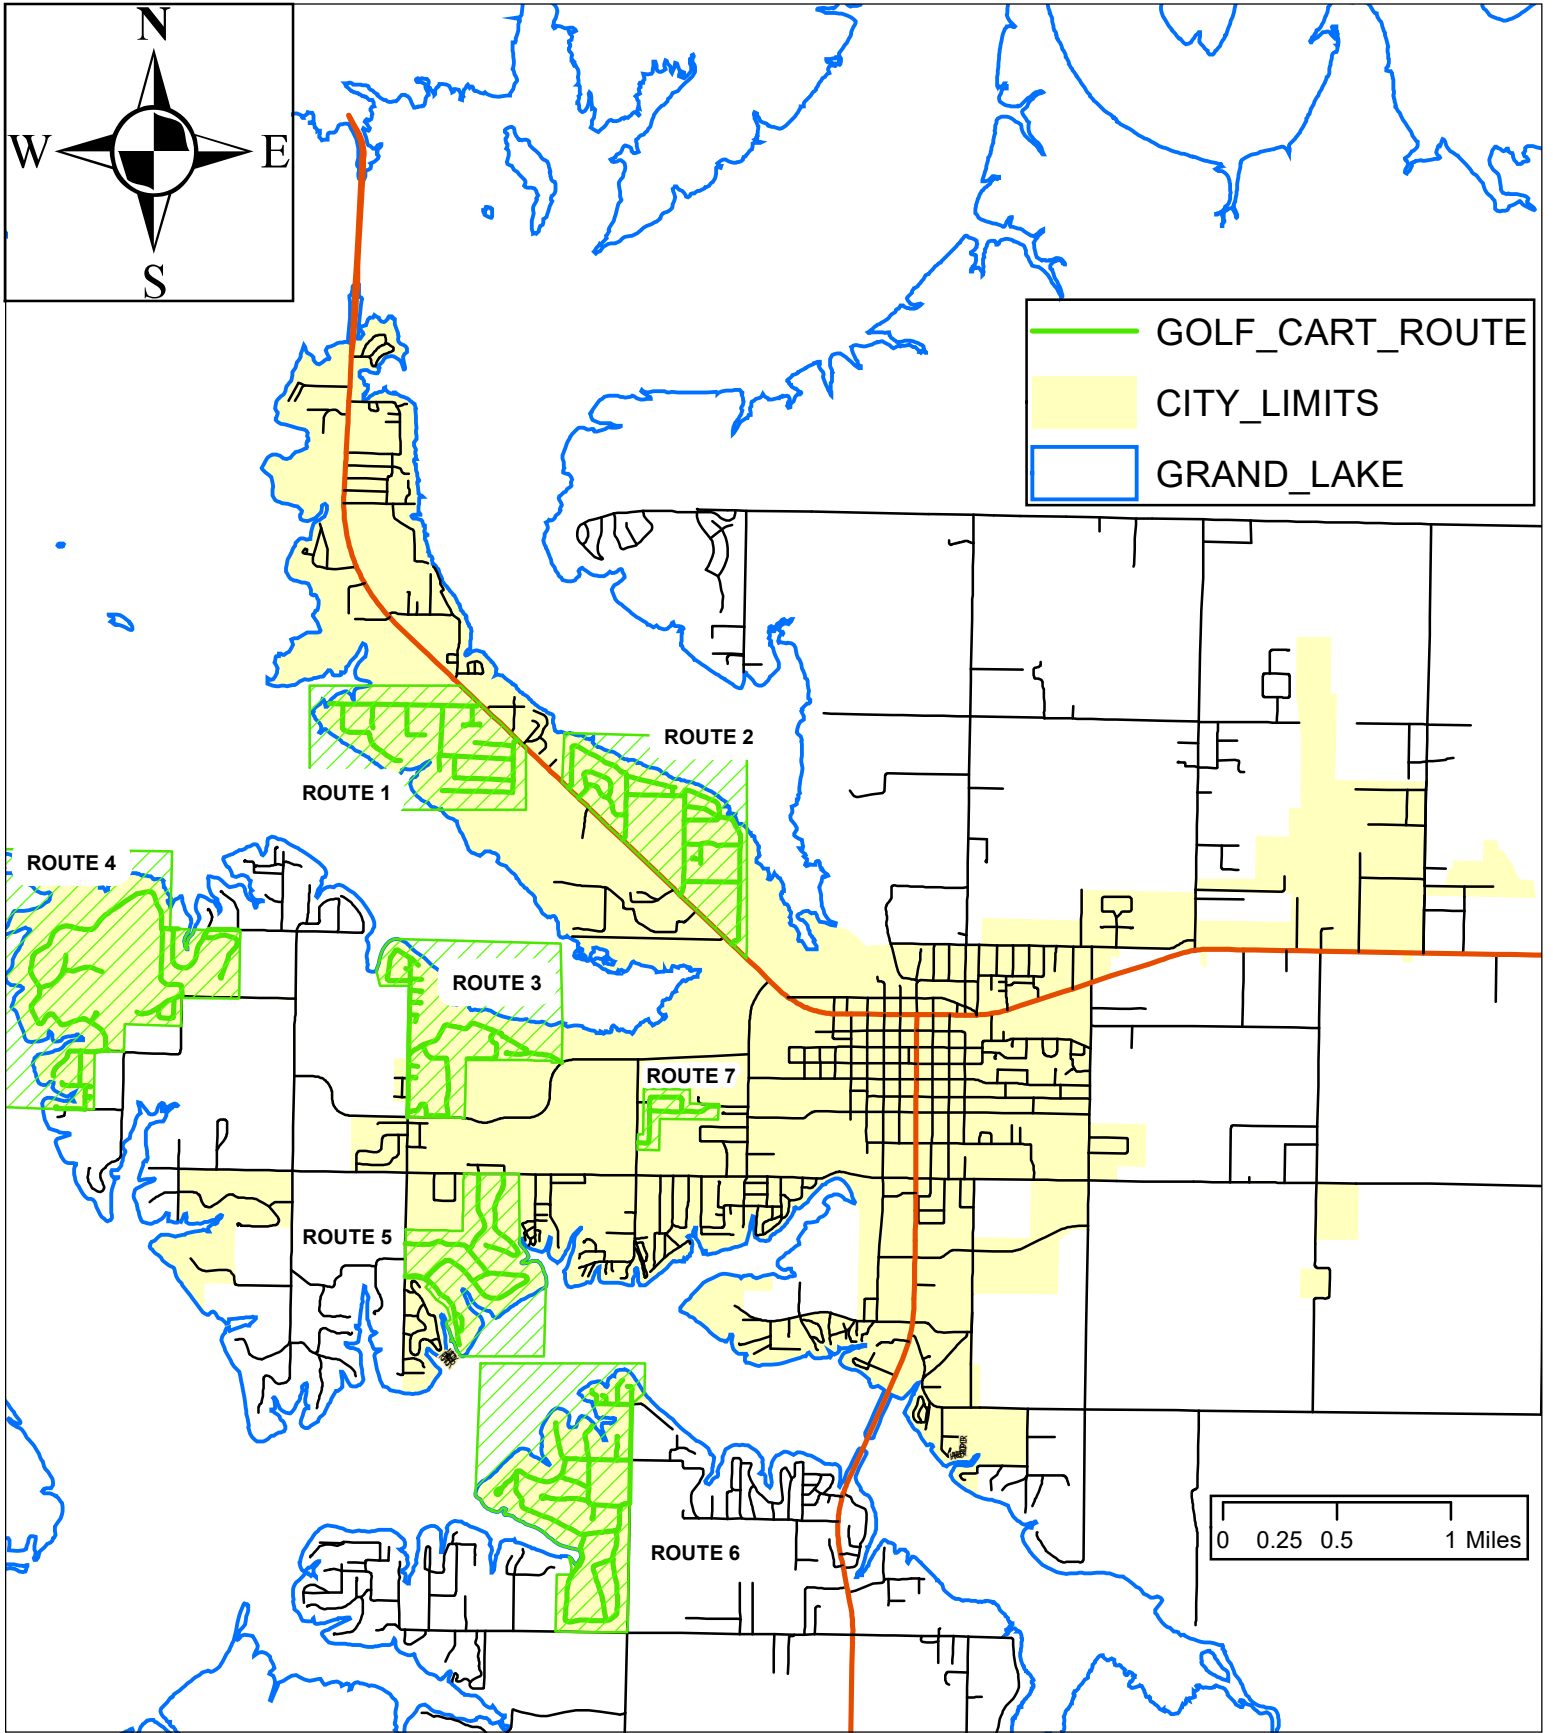 N
W
E
S
GOLF_CART_ROUTE
CITY_LIMITS
GRAND_LAKE
ROUTE 2
ROUTE 1
ROUTE 4
ROUTE 3
ROUTE 7
ROUTE 5
ROUTE 6
0 0.25 0.5 1 Miles